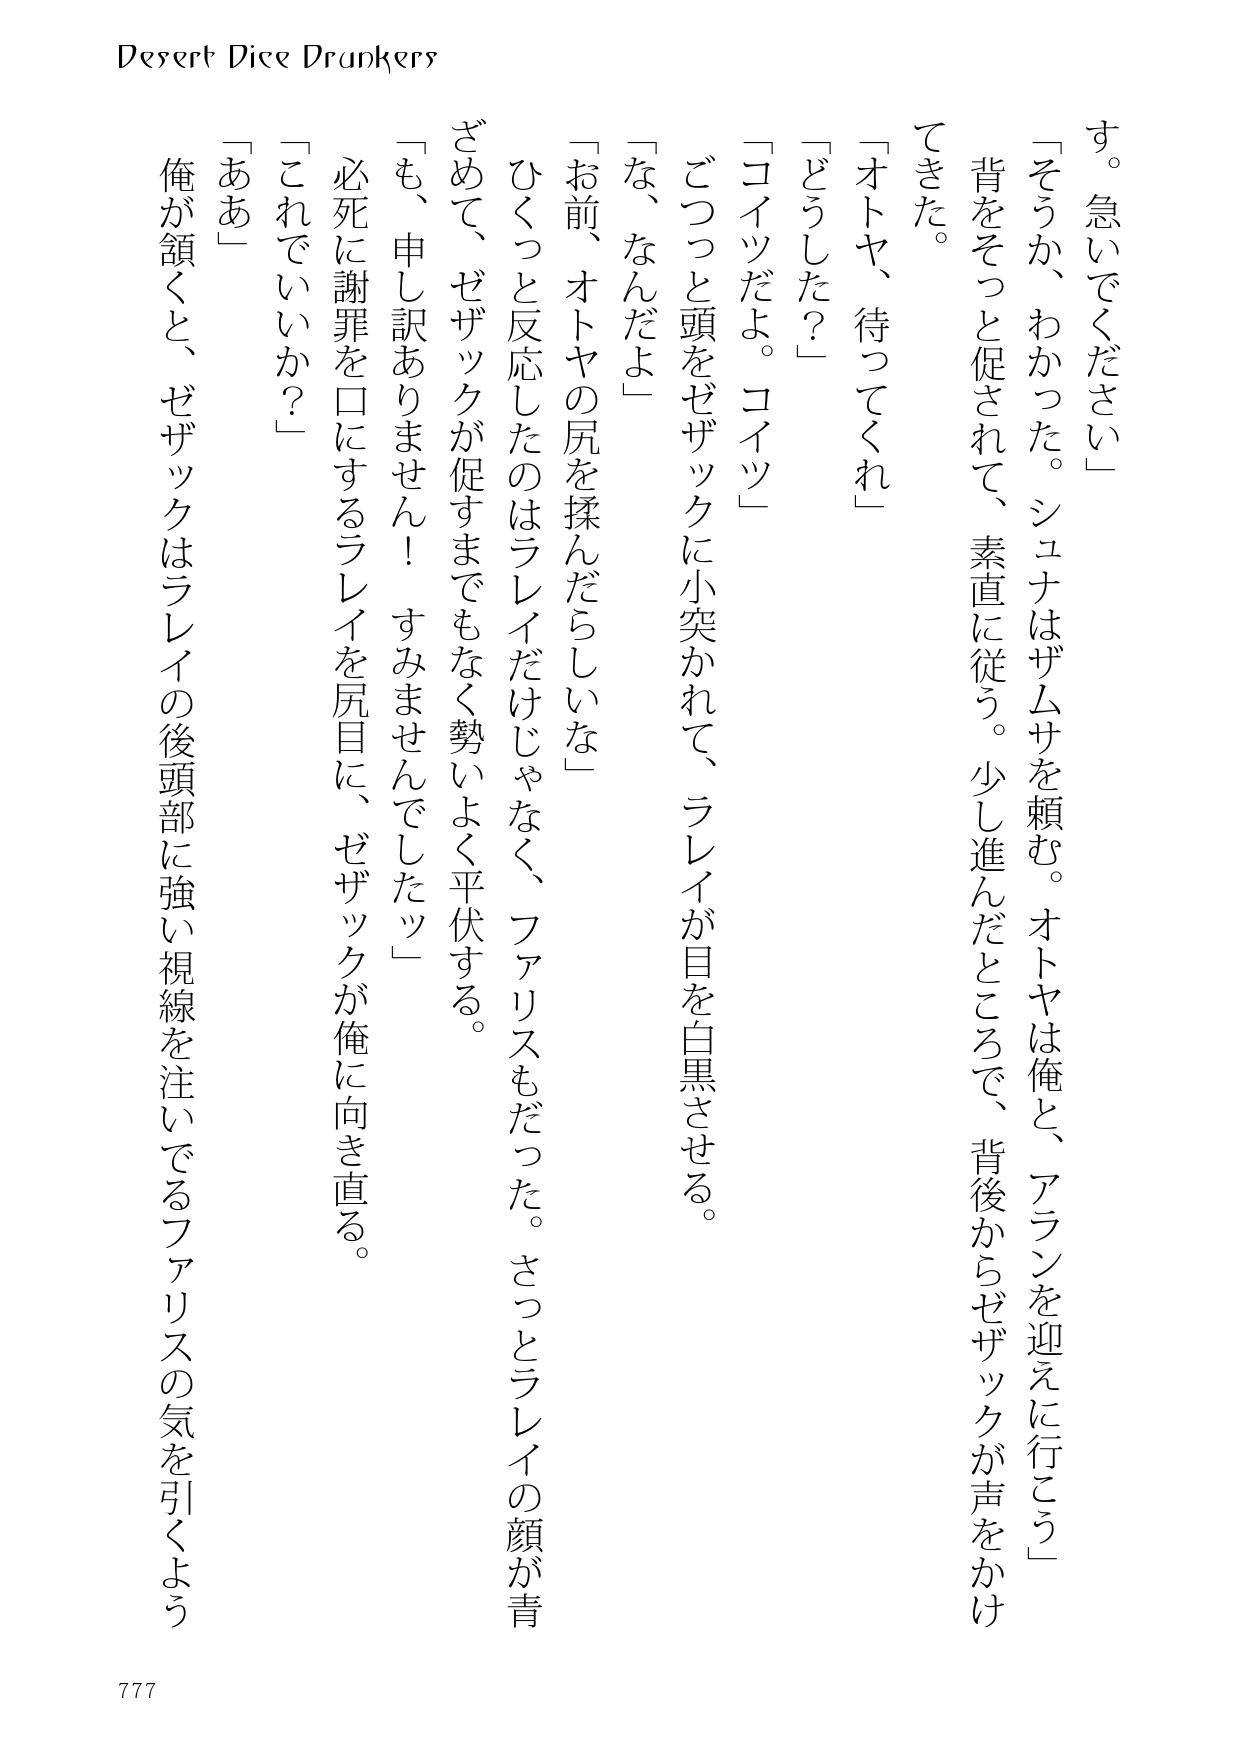 Desert Dice Drunkers
す。急いでください」
「そうか、わかった。シュナはザムサを頼む。オトヤは俺と、アランを迎えに行こう」
　背をそっと促されて、素直に従う。少し進んだところで、背後からゼザックが声をかけ
てきた。
「オトヤ、待ってくれ」
「どうした？」
「コイツだよ。コイツ」
　ごつっと頭をゼザックに小突かれて、ラレイが目を白黒させる。
「な、なんだよ」
「お前、オトヤの尻を揉んだらしいな」
　ひくっと反応したのはラレイだけじゃなく、ファリスもだった。さっとラレイの顔が青
ざめて、ゼザックが促すまでもなく勢いよく平伏する。
「も、申し訳ありません！　すみませんでしたッ」
　必死に謝罪を口にするラレイを尻目に、ゼザックが俺に向き直る。
「これでいいか？」
「ああ」
　俺が頷くと、ゼザックはラレイの後頭部に強い視線を注いでるファリスの気を引くよう
777